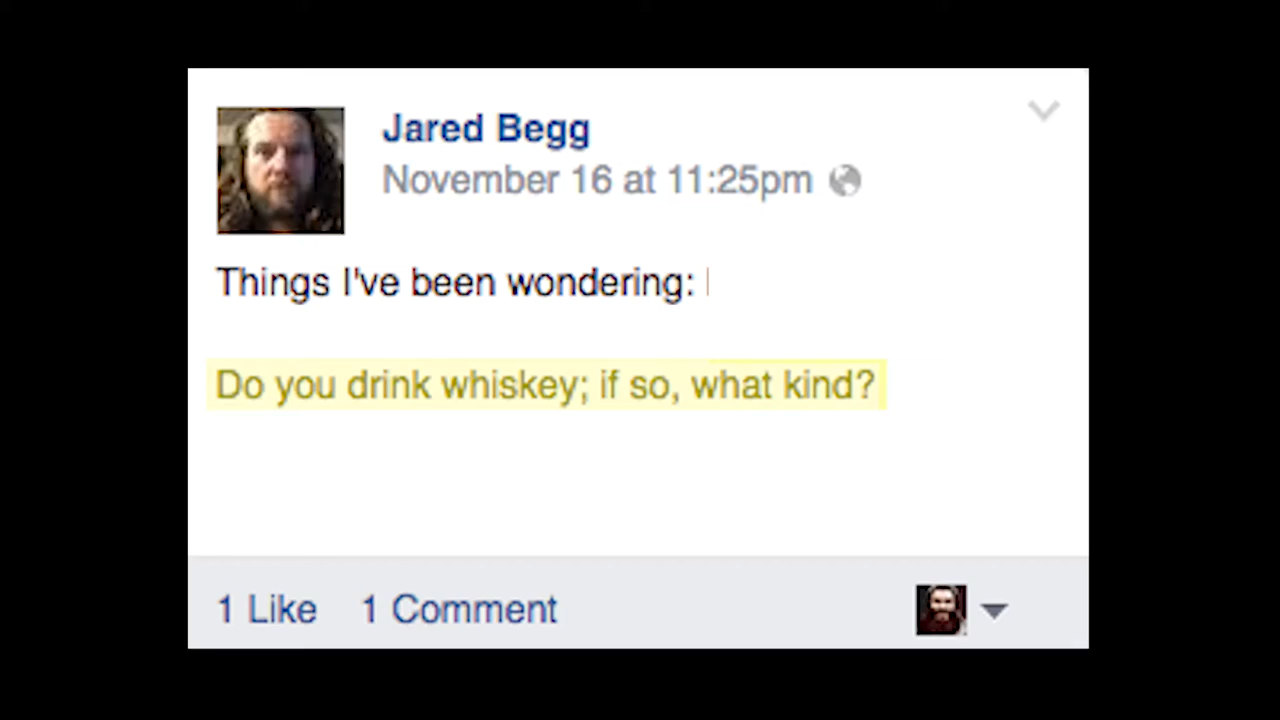 Jared Begg
November 16 at 11:25pm
Things I've been wondering:
Do you drink whiskey; if so, what kind?
1 Like 1 Comment